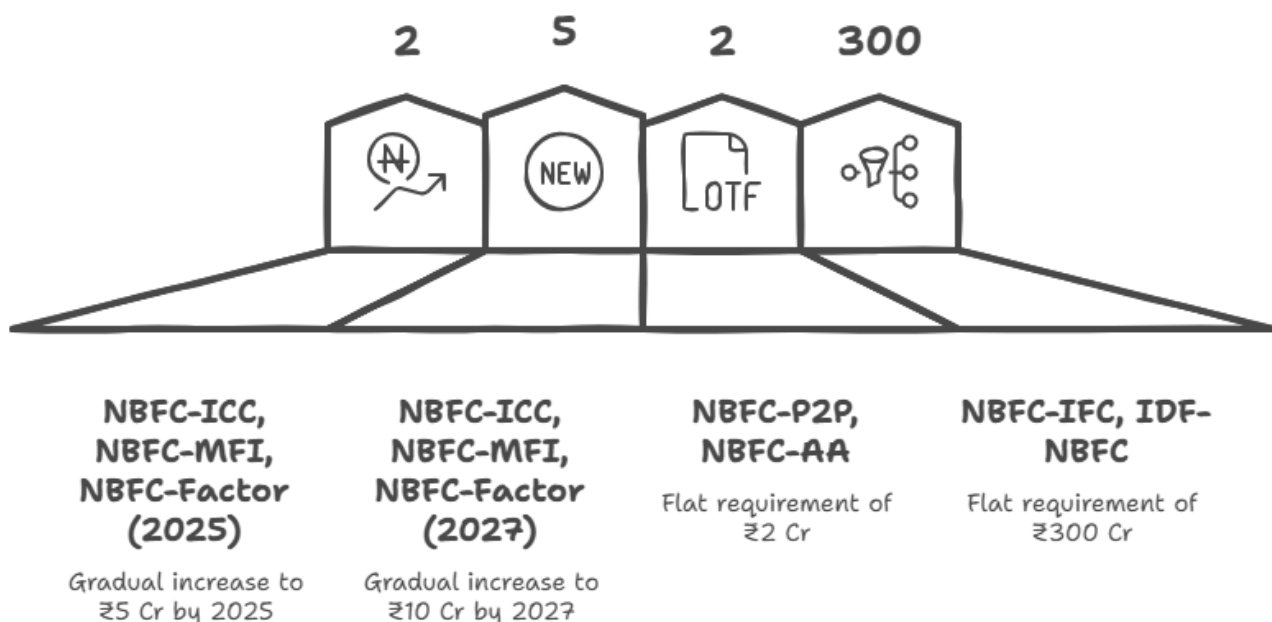 2
5
2
300
NEW
OTF
NBFC-ICC,
NBFC-MFI,
NBFC-Factor
(2025)
Gradual increase to
₹5 Cr by 2025
NBFC-ICC,
NBFC-MFI,
NBFC-Factor
(2027)
Gradual increase to
₹10 Cr by 2027
NBFC-P2P,
NBFC-AA
Flat requirement of
₹2 Cr
NBFC-IFC, IDF-
NBFC
Flat requirement of
₹300 Cr